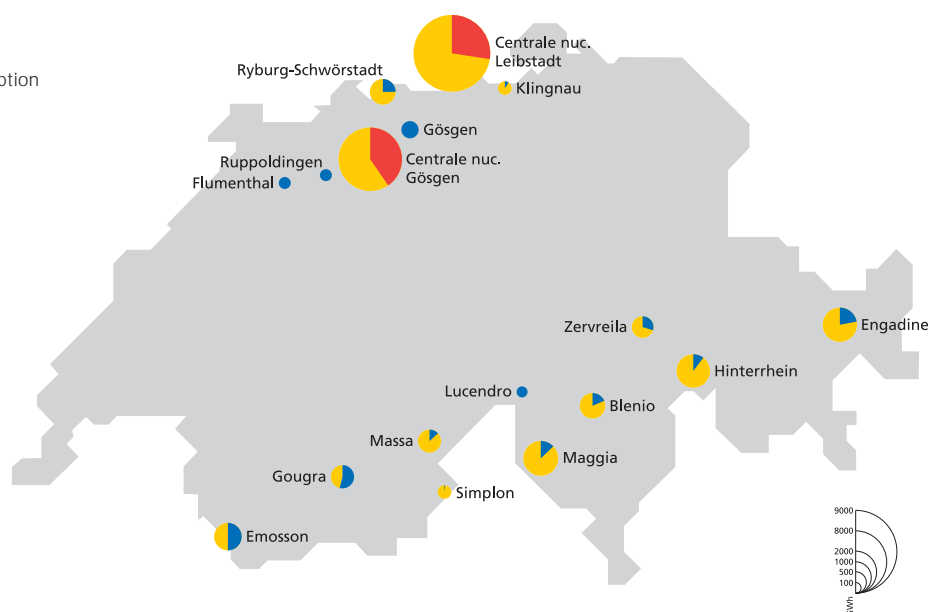 Centrale nuc.
Leibstadt
Ryburg-Schwörstadt
Klingnau
Gösgen
Ruppoldingen
Centrale nuc.
Gösgen
Flumenthal
Zervreila
Engadine
Hinterrhein
Lucendro
Blenio
Massa
Maggia
Gougra
Simplon
Emosson
9000
8000
2000
1000
500
100